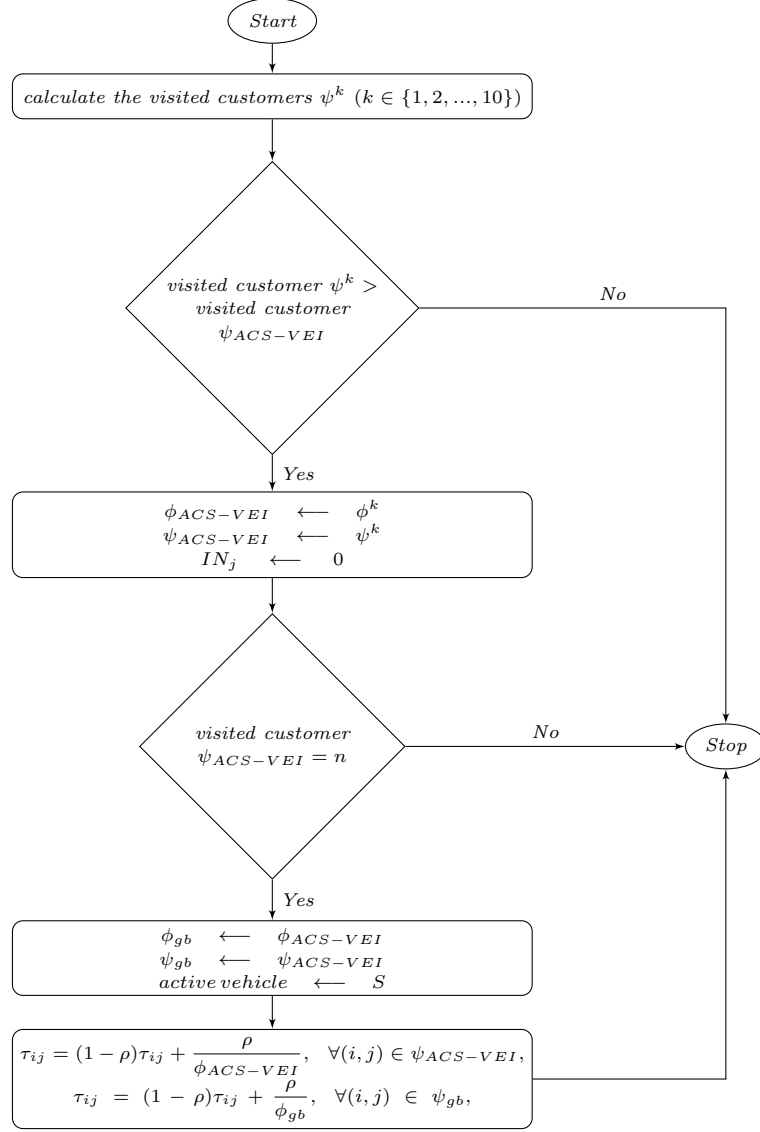 Start
calculate the visited customers ψ^k (k ∈ {1, 2, ..., 10})
visited customer ψ^k >
visited customer
ψ_{ACS−VEI}
No
Yes
ϕ_{ACS−VEI} ⟵ ϕ^k
ψ_{ACS−VEI} ⟵ ψ^k
IN_j ⟵ 0
visited customer
ψ_{ACS−VEI} = n
No
Stop
Yes
ϕ_{gb} ⟵ ϕ_{ACS−VEI}
ψ_{gb} ⟵ ψ_{ACS−VEI}
active vehicle ⟵ S
τ_{ij} = (1 − ρ)τ_{ij} + ρ/ϕ_{ACS−VEI}, ∀(i, j) ∈ ψ_{ACS−VEI},
τ_{ij} = (1 − ρ)τ_{ij} + ρ/ϕ_{gb}, ∀(i, j) ∈ ψ_{gb},